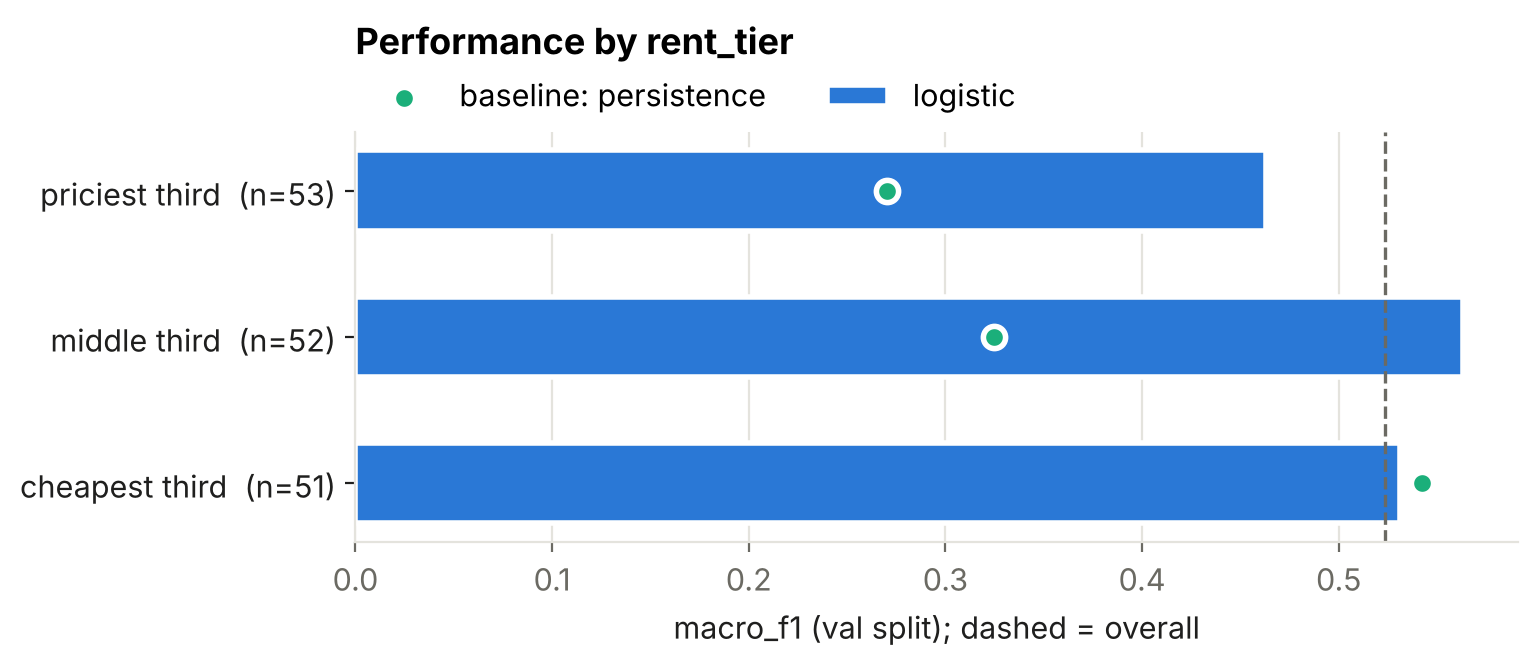 Performance by rent_tier
baseline: persistence logistic
priciest third (n=53)
middle third (n=52)
cheapest third (n=51)
0.0 0.1 0.2 0.3 0.4 0.5
macro_f1 (val split); dashed = overall